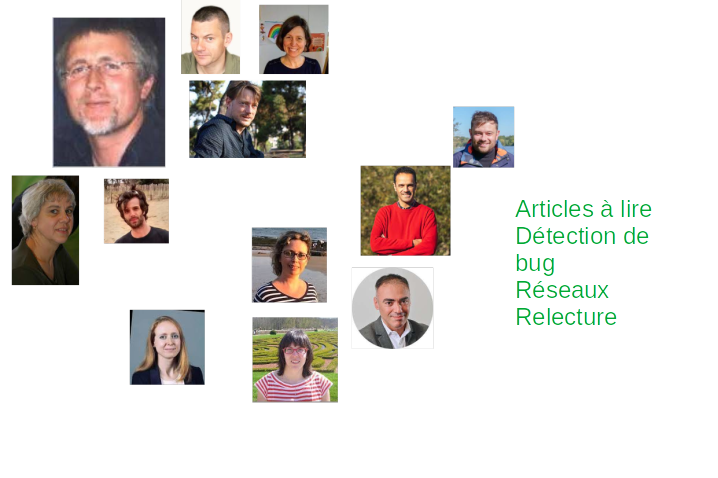 Articles à lire
Détection de
bug
Réseaux
Relecture